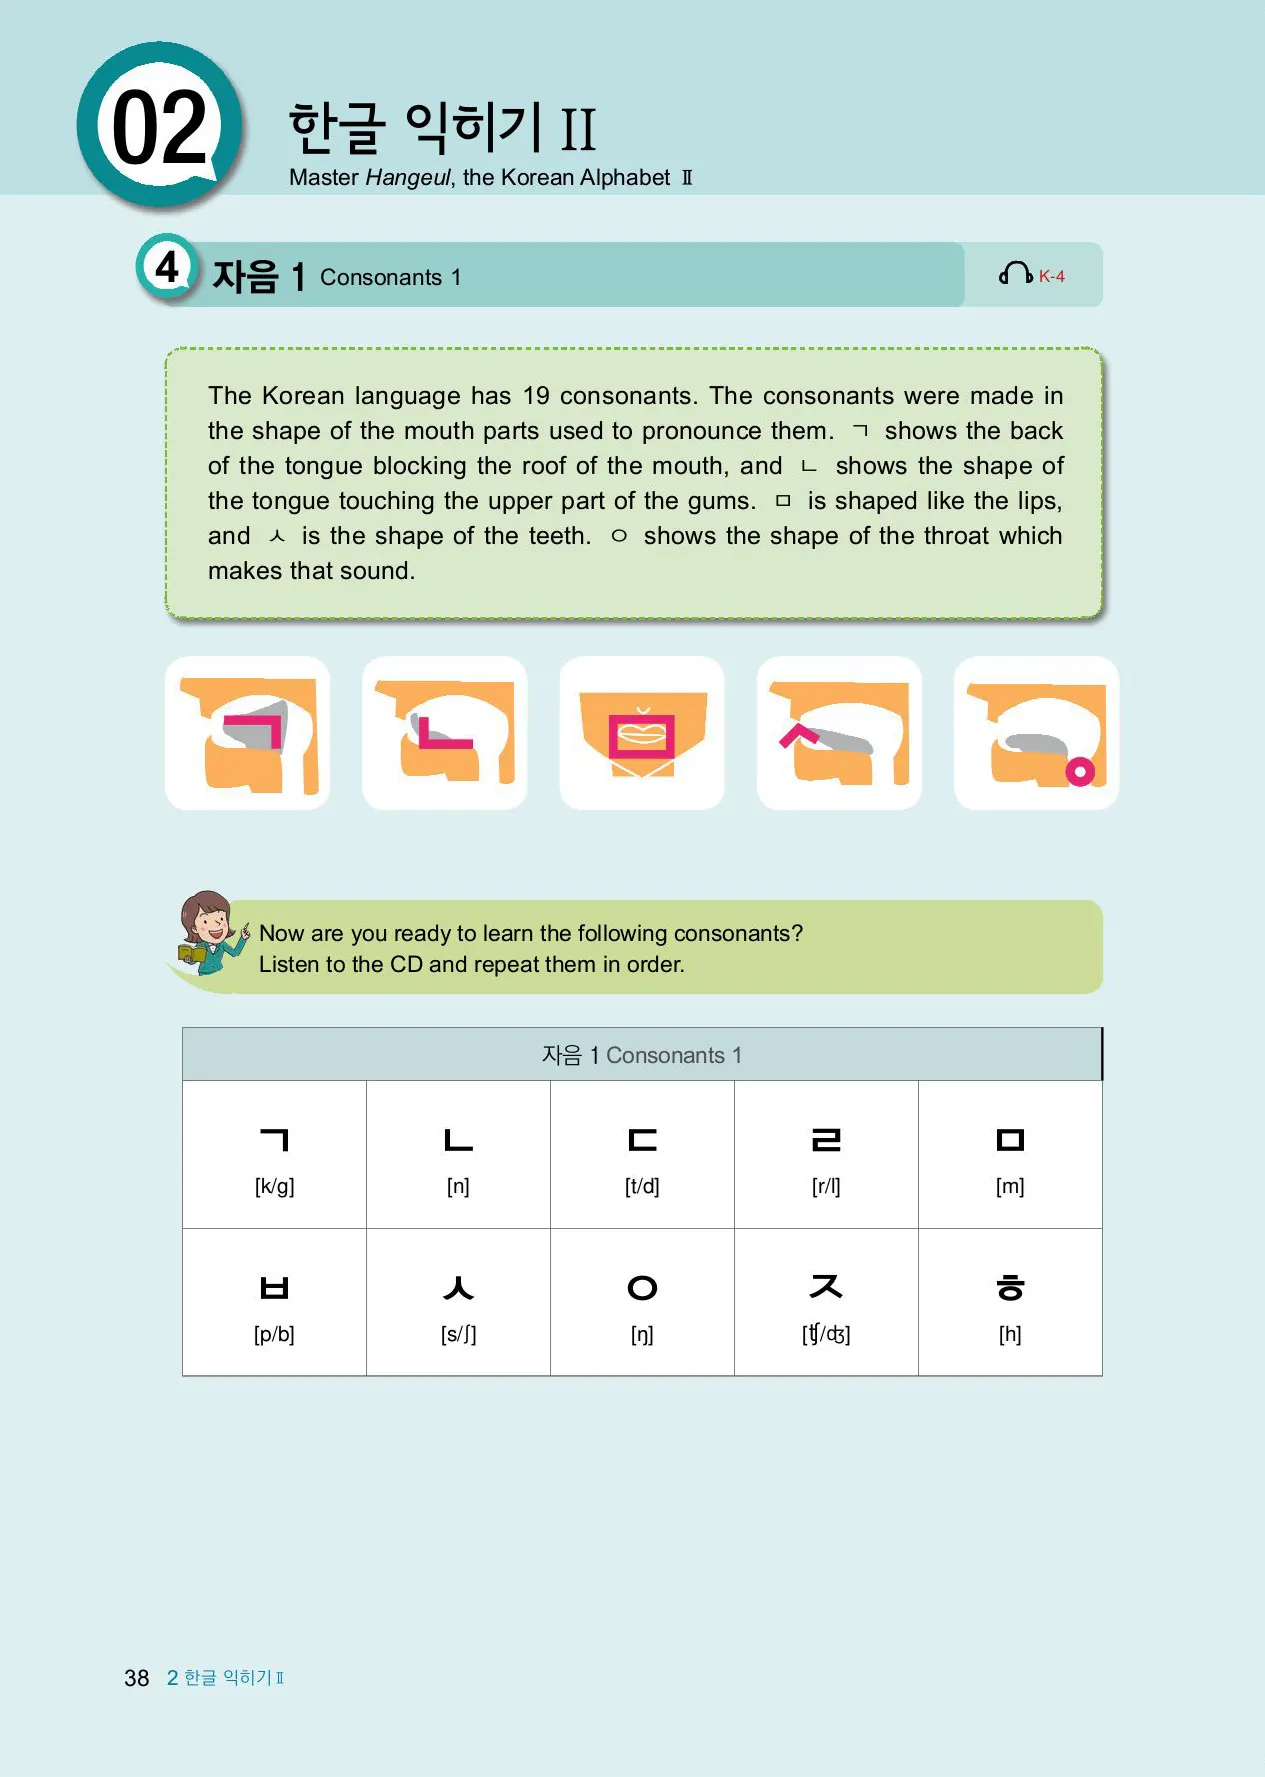 02
한글 익히기 II
Master Hangeul, the Korean Alphabet Ⅱ
4
자음 1 Consonants 1
K-4
The Korean language has 19 consonants. The consonants were made in
the shape of the mouth parts used to pronounce them. ㄱ shows the back
of the tongue blocking the roof of the mouth, and ㄴ shows the shape of
the tongue touching the upper part of the gums. ㅁ is shaped like the lips,
and ㅅ is the shape of the teeth. ㅇ shows the shape of the throat which
makes that sound.
ㄱ ㄴ ㅁ ㅅ ㅇ
Now are you ready to learn the following consonants?
Listen to the CD and repeat them in order.
자음 1 Consonants 1
ㄱ ㄴ ㄷ ㄹ ㅁ
[k/g] [n] [t/d] [r/l] [m]
ㅂ ㅅ ㅇ ㅈ ㅎ
[p/b] [s/ʃ] [ŋ] [ʧ/ʤ] [h]
38 2 한글 익히기Ⅱ